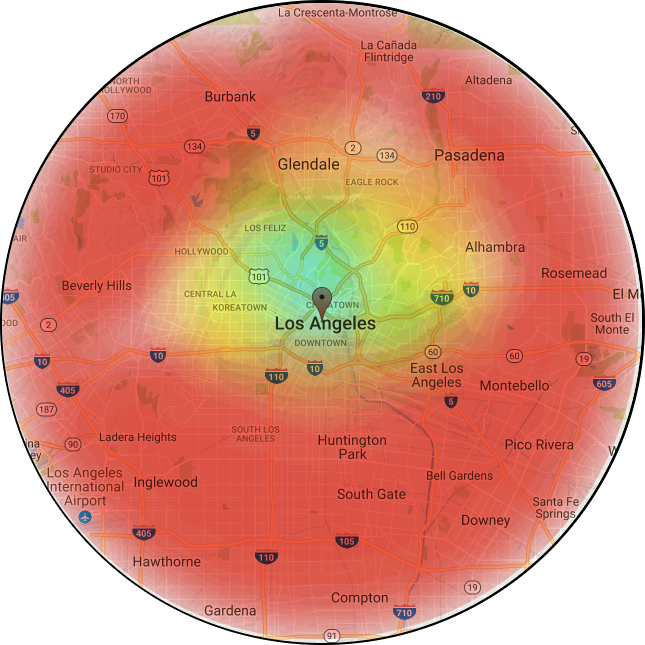 La Crescenta-Montrose
La Cañada
Flintridge
Altadena
NORTH
HOLLYWOOD
Burbank
210
170
5
134
2
134
Glendale
Pasadena
STUDIO CITY
101
EAGLE ROCK
LOS FELIZ
110
5
HOLLYWOOD
Alhambra
AIR
101
Rosemead
Beverly Hills
10
CENTRAL LA
710
El M
405
KOREATOWN
Los Angeles
South El
Monte
2
DOWNTOWN
60
60
19
10
10
10
110
East Los
Angeles
605
405
Montebello
5
187
SOUTH LOS
ANGELES
Ladera Heights
Huntington
Park
90
Pico Rivera
ina
ey
Los Angeles
International
Airport
Bell Gardens
Inglewood
South Gate
Santa Fe
Springs
Downey
405
105
110
Hawthorne
19
Compton
Gardena
710
91